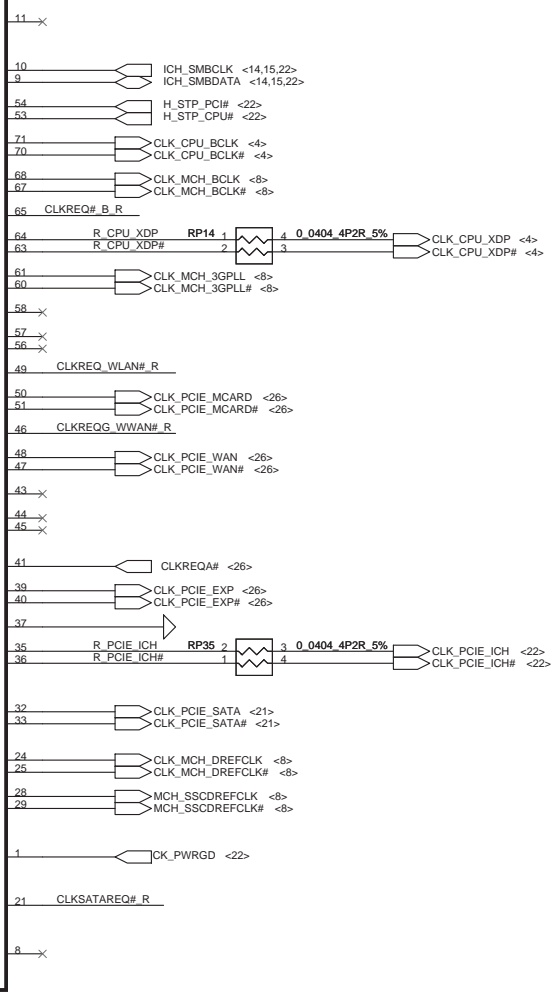 11
10 ICH_SMBCLK <14,15,22>
9 ICH_SMBDATA <14,15,22>
54 H_STP_PCI# <22>
53 H_STP_CPU# <22>
71 CLK_CPU_BCLK <4>
70 CLK_CPU_BCLK# <4>
68 CLK_MCH_BCLK <8>
67 CLK_MCH_BCLK# <8>
65 CLKREQ#_B_R
64 R_CPU_XDP RP14 1 4 0_0404_4P2R_5% CLK_CPU_XDP <4>
63 R_CPU_XDP# 2 3 CLK_CPU_XDP# <4>
61 CLK_MCH_3GPLL <8>
60 CLK_MCH_3GPLL# <8>
58
57
56
49 CLKREQ_WLAN#_R
50 CLK_PCIE_MCARD <26>
51 CLK_PCIE_MCARD# <26>
46 CLKREQG_WWAN#_R
48 CLK_PCIE_WAN <26>
47 CLK_PCIE_WAN# <26>
43
44
45
41 CLKREQA# <26>
39 CLK_PCIE_EXP <26>
40 CLK_PCIE_EXP# <26>
37
35 R_PCIE_ICH RP35 2 3 0_0404_4P2R_5% CLK_PCIE_ICH <22>
36 R_PCIE_ICH# 1 4 CLK_PCIE_ICH# <22>
32 CLK_PCIE_SATA <21>
33 CLK_PCIE_SATA# <21>
24 CLK_MCH_DREFCLK <8>
25 CLK_MCH_DREFCLK# <8>
28 MCH_SSCDREFCLK <8>
29 MCH_SSCDREFCLK# <8>
1 CK_PWRGD <22>
21 CLKSATAREQ#_R
8